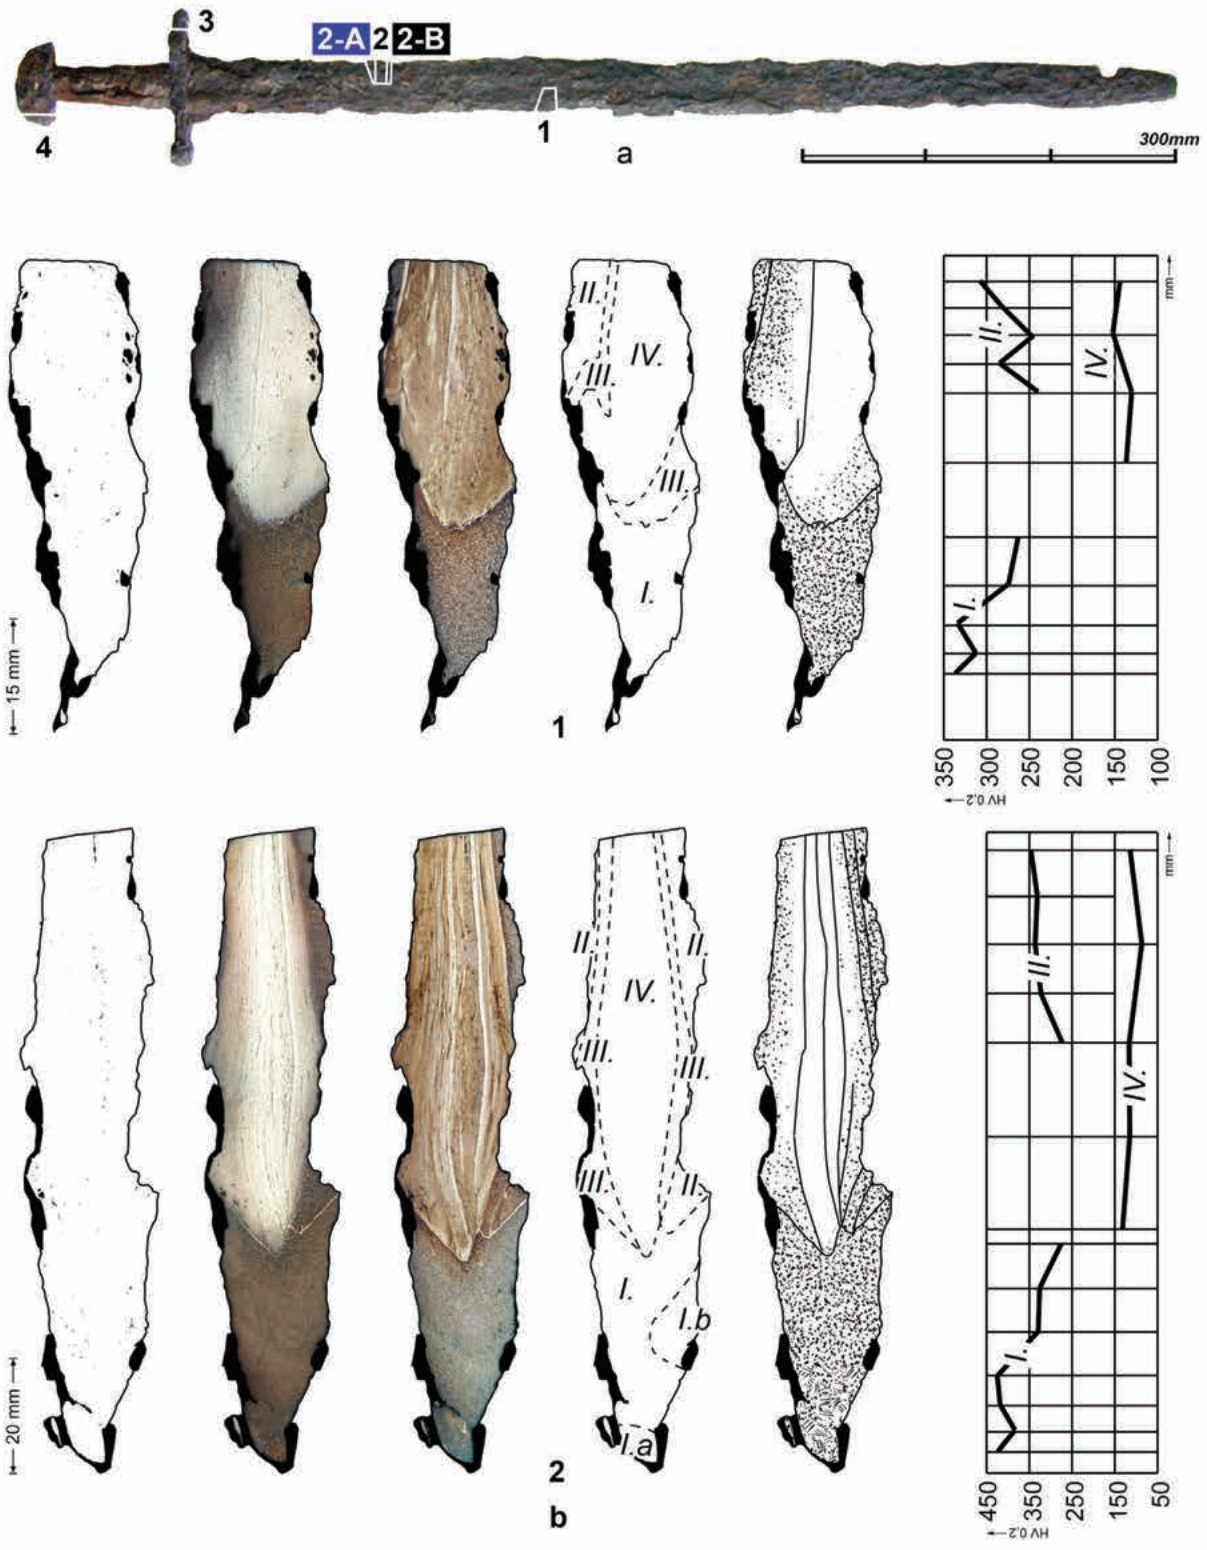 3
2-A 2 2-B
4
1
a
300mm
II.
IV.
III.
III.
I.
15 mm
1
II.
IV.
I.
mm
350 300 250 200 150 100
HV 0,2
II.
II.
IV.
III.
III.
III.
II.
I.
I.b
I.a
20 mm
2
b
II.
IV.
I.
mm
450 350 250 150 50
HV 0,2